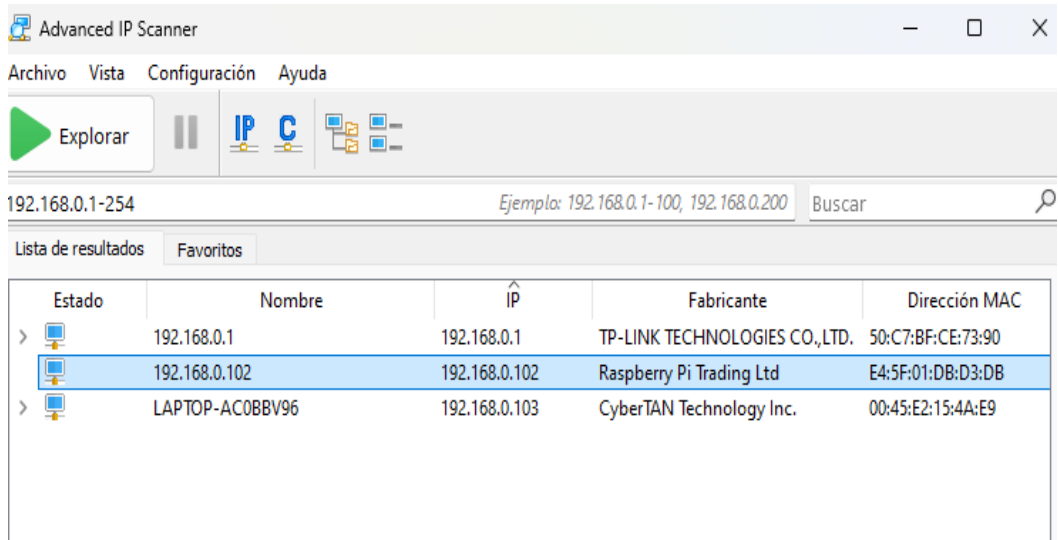 Advanced IP Scanner
Archivo Vista Configuración Ayuda
Explorar IP C
192.168.0.1-254 Ejemplo: 192.168.0.1-100, 192.168.0.200 Buscar
Lista de resultados Favoritos
Estado Nombre IP Fabricante Dirección MAC
192.168.0.1 192.168.0.1 TP-LINK TECHNOLOGIES CO.,LTD. 50:C7:BF:CE:73:90
192.168.0.102 192.168.0.102 Raspberry Pi Trading Ltd E4:5F:01:DB:D3:DB
LAPTOP-AC0BBV96 192.168.0.103 CyberTAN Technology Inc. 00:45:E2:15:4A:E9